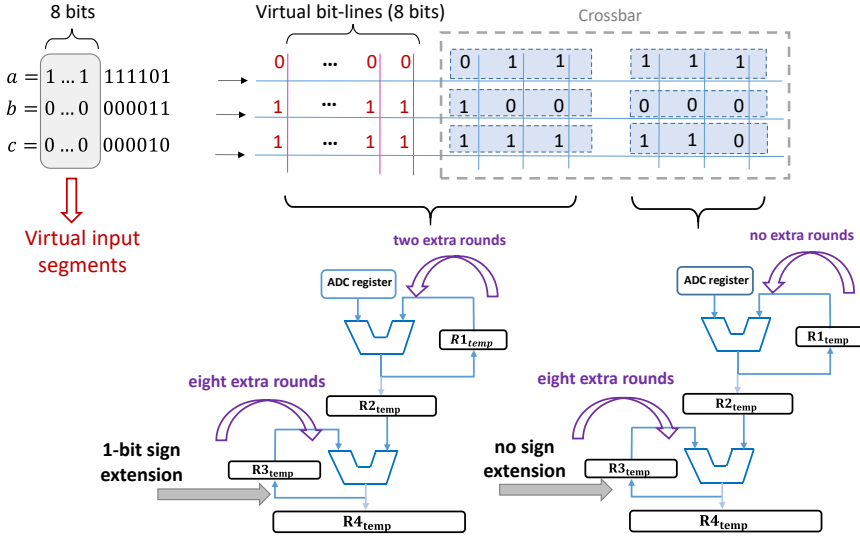 8 bits
Virtual bit-lines (8 bits)
Crossbar
a = 1 ... 1 111101
0 ... 0 0 0 1 1 1 1 1
b = 0 ... 0 000011
1 ... 1 1 1 0 0 0 0 0
c = 0 ... 0 000010
1 ... 1 1 1 1 1 1 1 0
Virtual input
segments
two extra rounds
no extra rounds
ADC register
ADC register
R1temp
R1temp
eight extra rounds
eight extra rounds
R2temp
R2temp
1-bit sign
extension
no sign
extension
R3temp
R3temp
R4temp
R4temp